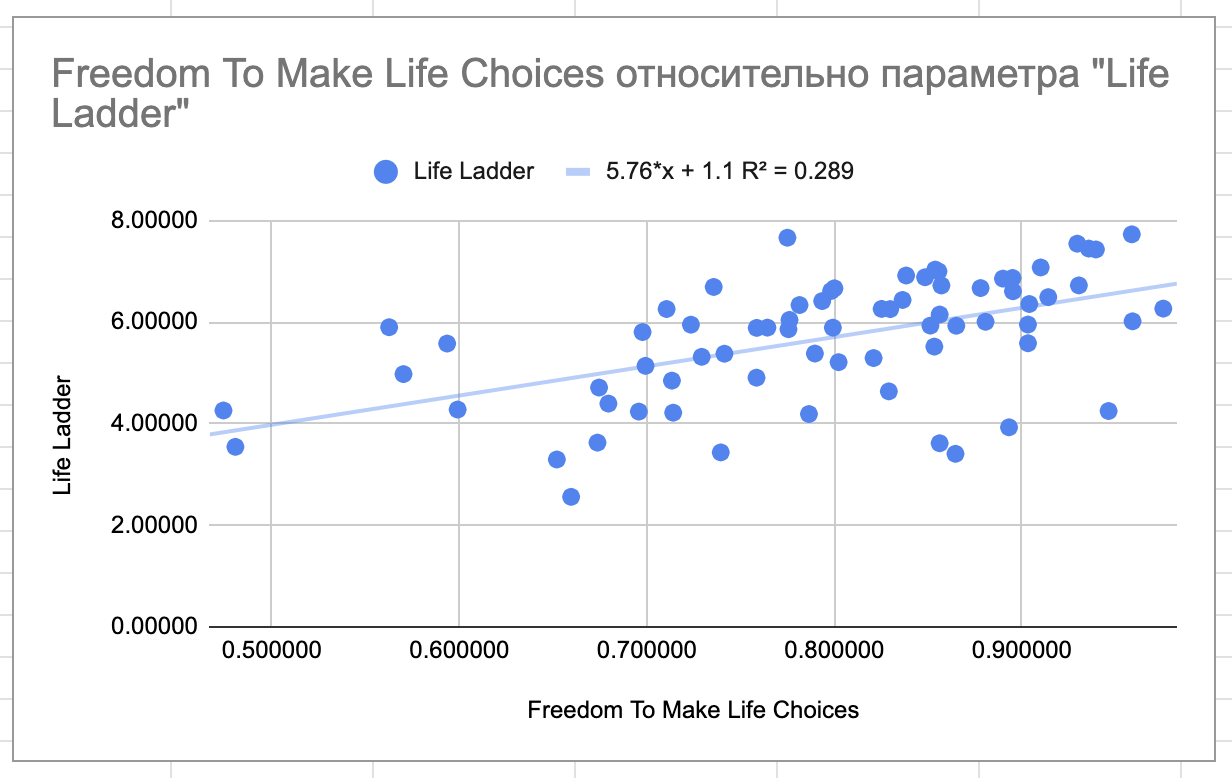 Freedom To Make Life Choices относительно параметра "Life
Ladder"
Life Ladder
5.76*x + 1.1 R² = 0.289
8.00000
6.00000
4.00000
2.00000
0.00000
Life Ladder
0.500000
0.600000
0.700000
0.800000
0.900000
Freedom To Make Life Choices